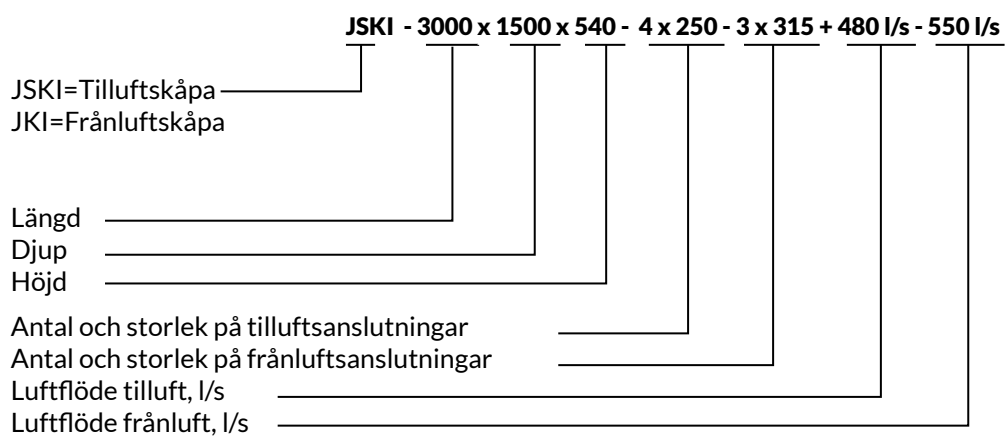 JSKI - 3000 x 1500 x 540 - 4 x 250 - 3 x 315 + 480 l/s - 550 l/s
JSKI=Tilluftskåpa
JKI=Frånluftskåpa
Längd
Djup
Höjd
Antal och storlek på tilluftsanslutningar
Antal och storlek på frånluftsanslutningar
Luftflöde tilluft, l/s
Luftflöde frånluft, l/s